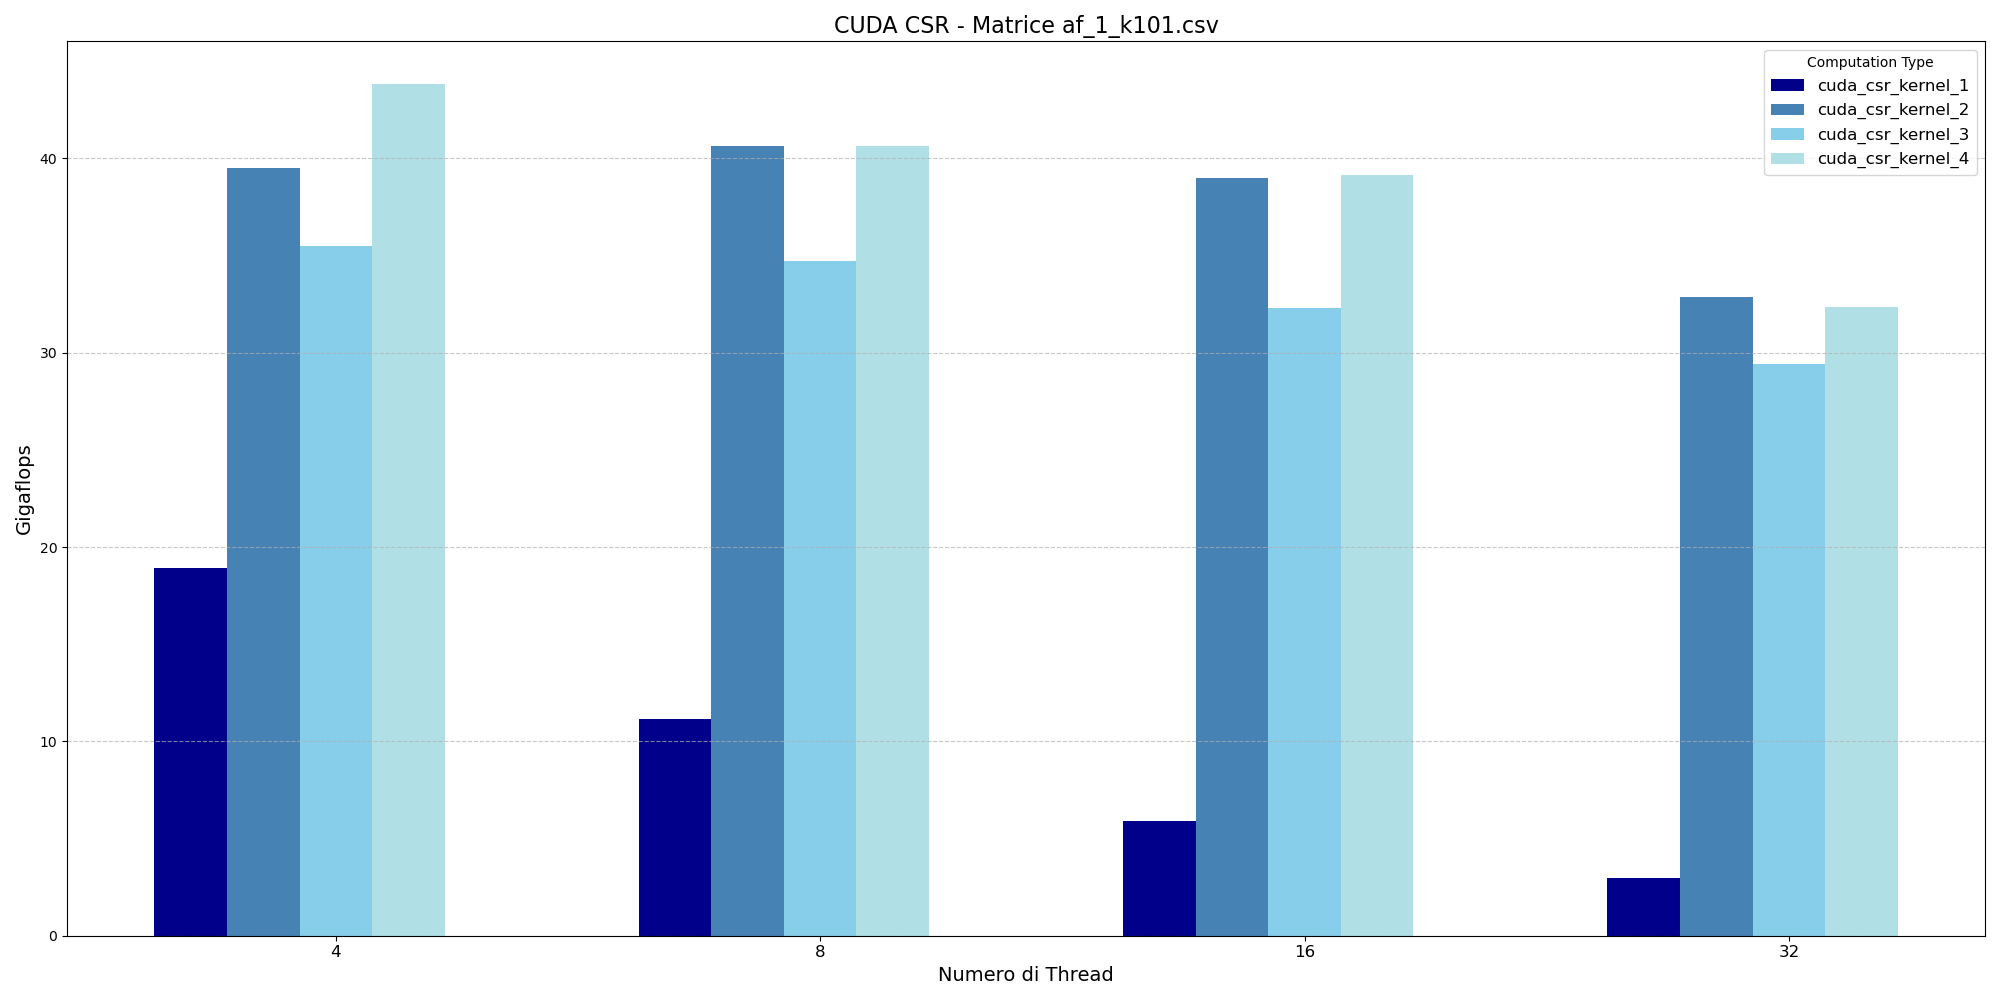 CUDA CSR - Matrice af_1_k101.csv
Computation Type
cuda_csr_kernel_1
cuda_csr_kernel_2
cuda_csr_kernel_3
cuda_csr_kernel_4
Gigaflops
40
30
20
10
0
4 8 16 32
Numero di Thread